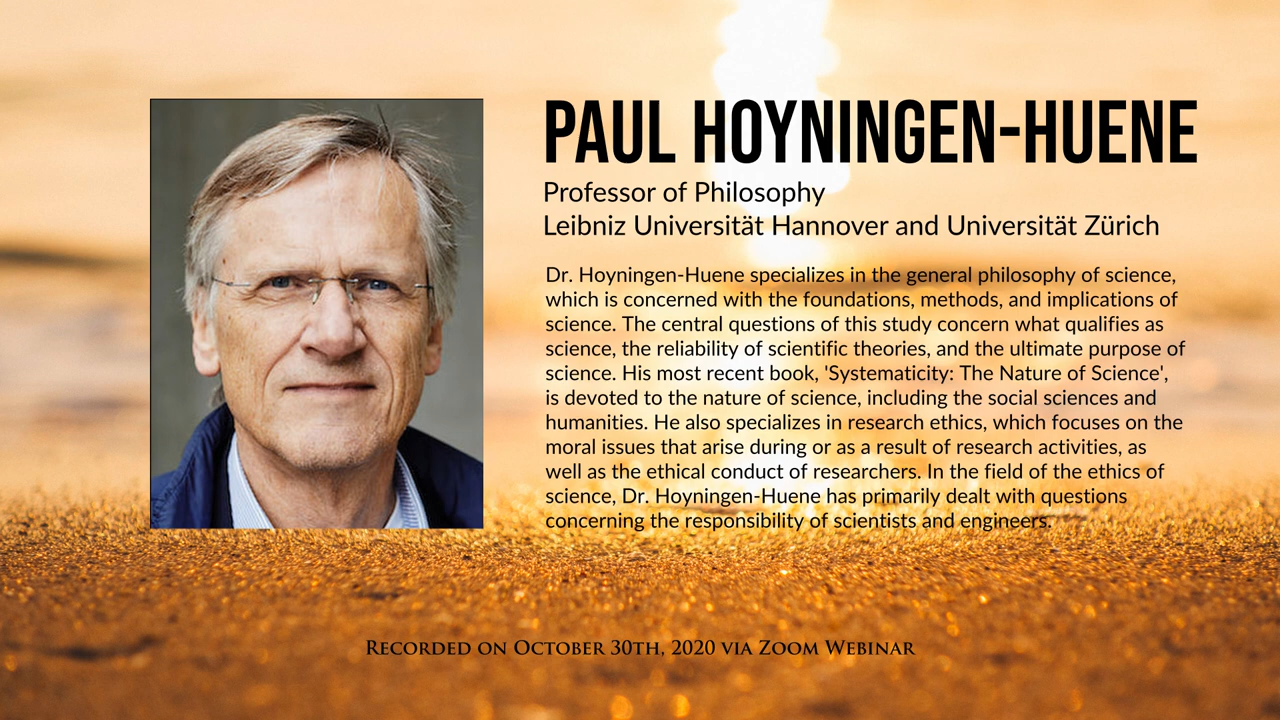 PAUL HOYNINGEN-HUENE
Professor of Philosophy
Leibniz Universität Hannover and Universität Zürich
Dr. Hoyningen-Huene specializes in the general philosophy of science,
which is concerned with the foundations, methods, and implications of
science. The central questions of this study concern what qualifies as
science, the reliability of scientific theories, and the ultimate purpose of
science. His most recent book, 'Systematicity: The Nature of Science',
is devoted to the nature of science, including the social sciences and
humanities. He also specializes in research ethics, which focuses on the
moral issues that arise during or as a result of research activities, as
well as the ethical conduct of researchers. In the field of the ethics of
science, Dr. Hoyningen-Huene has primarily dealt with questions
concerning the responsibility of scientists and engineers.
Recorded on October 30th, 2020 via Zoom Webinar